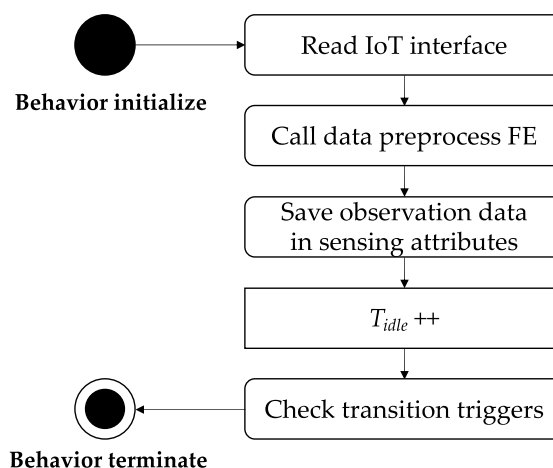 Read IoT interface
Behavior initialize
Call data preprocess FE
Save observation data
in sensing attributes
T_idle ++
Check transition triggers
Behavior terminate